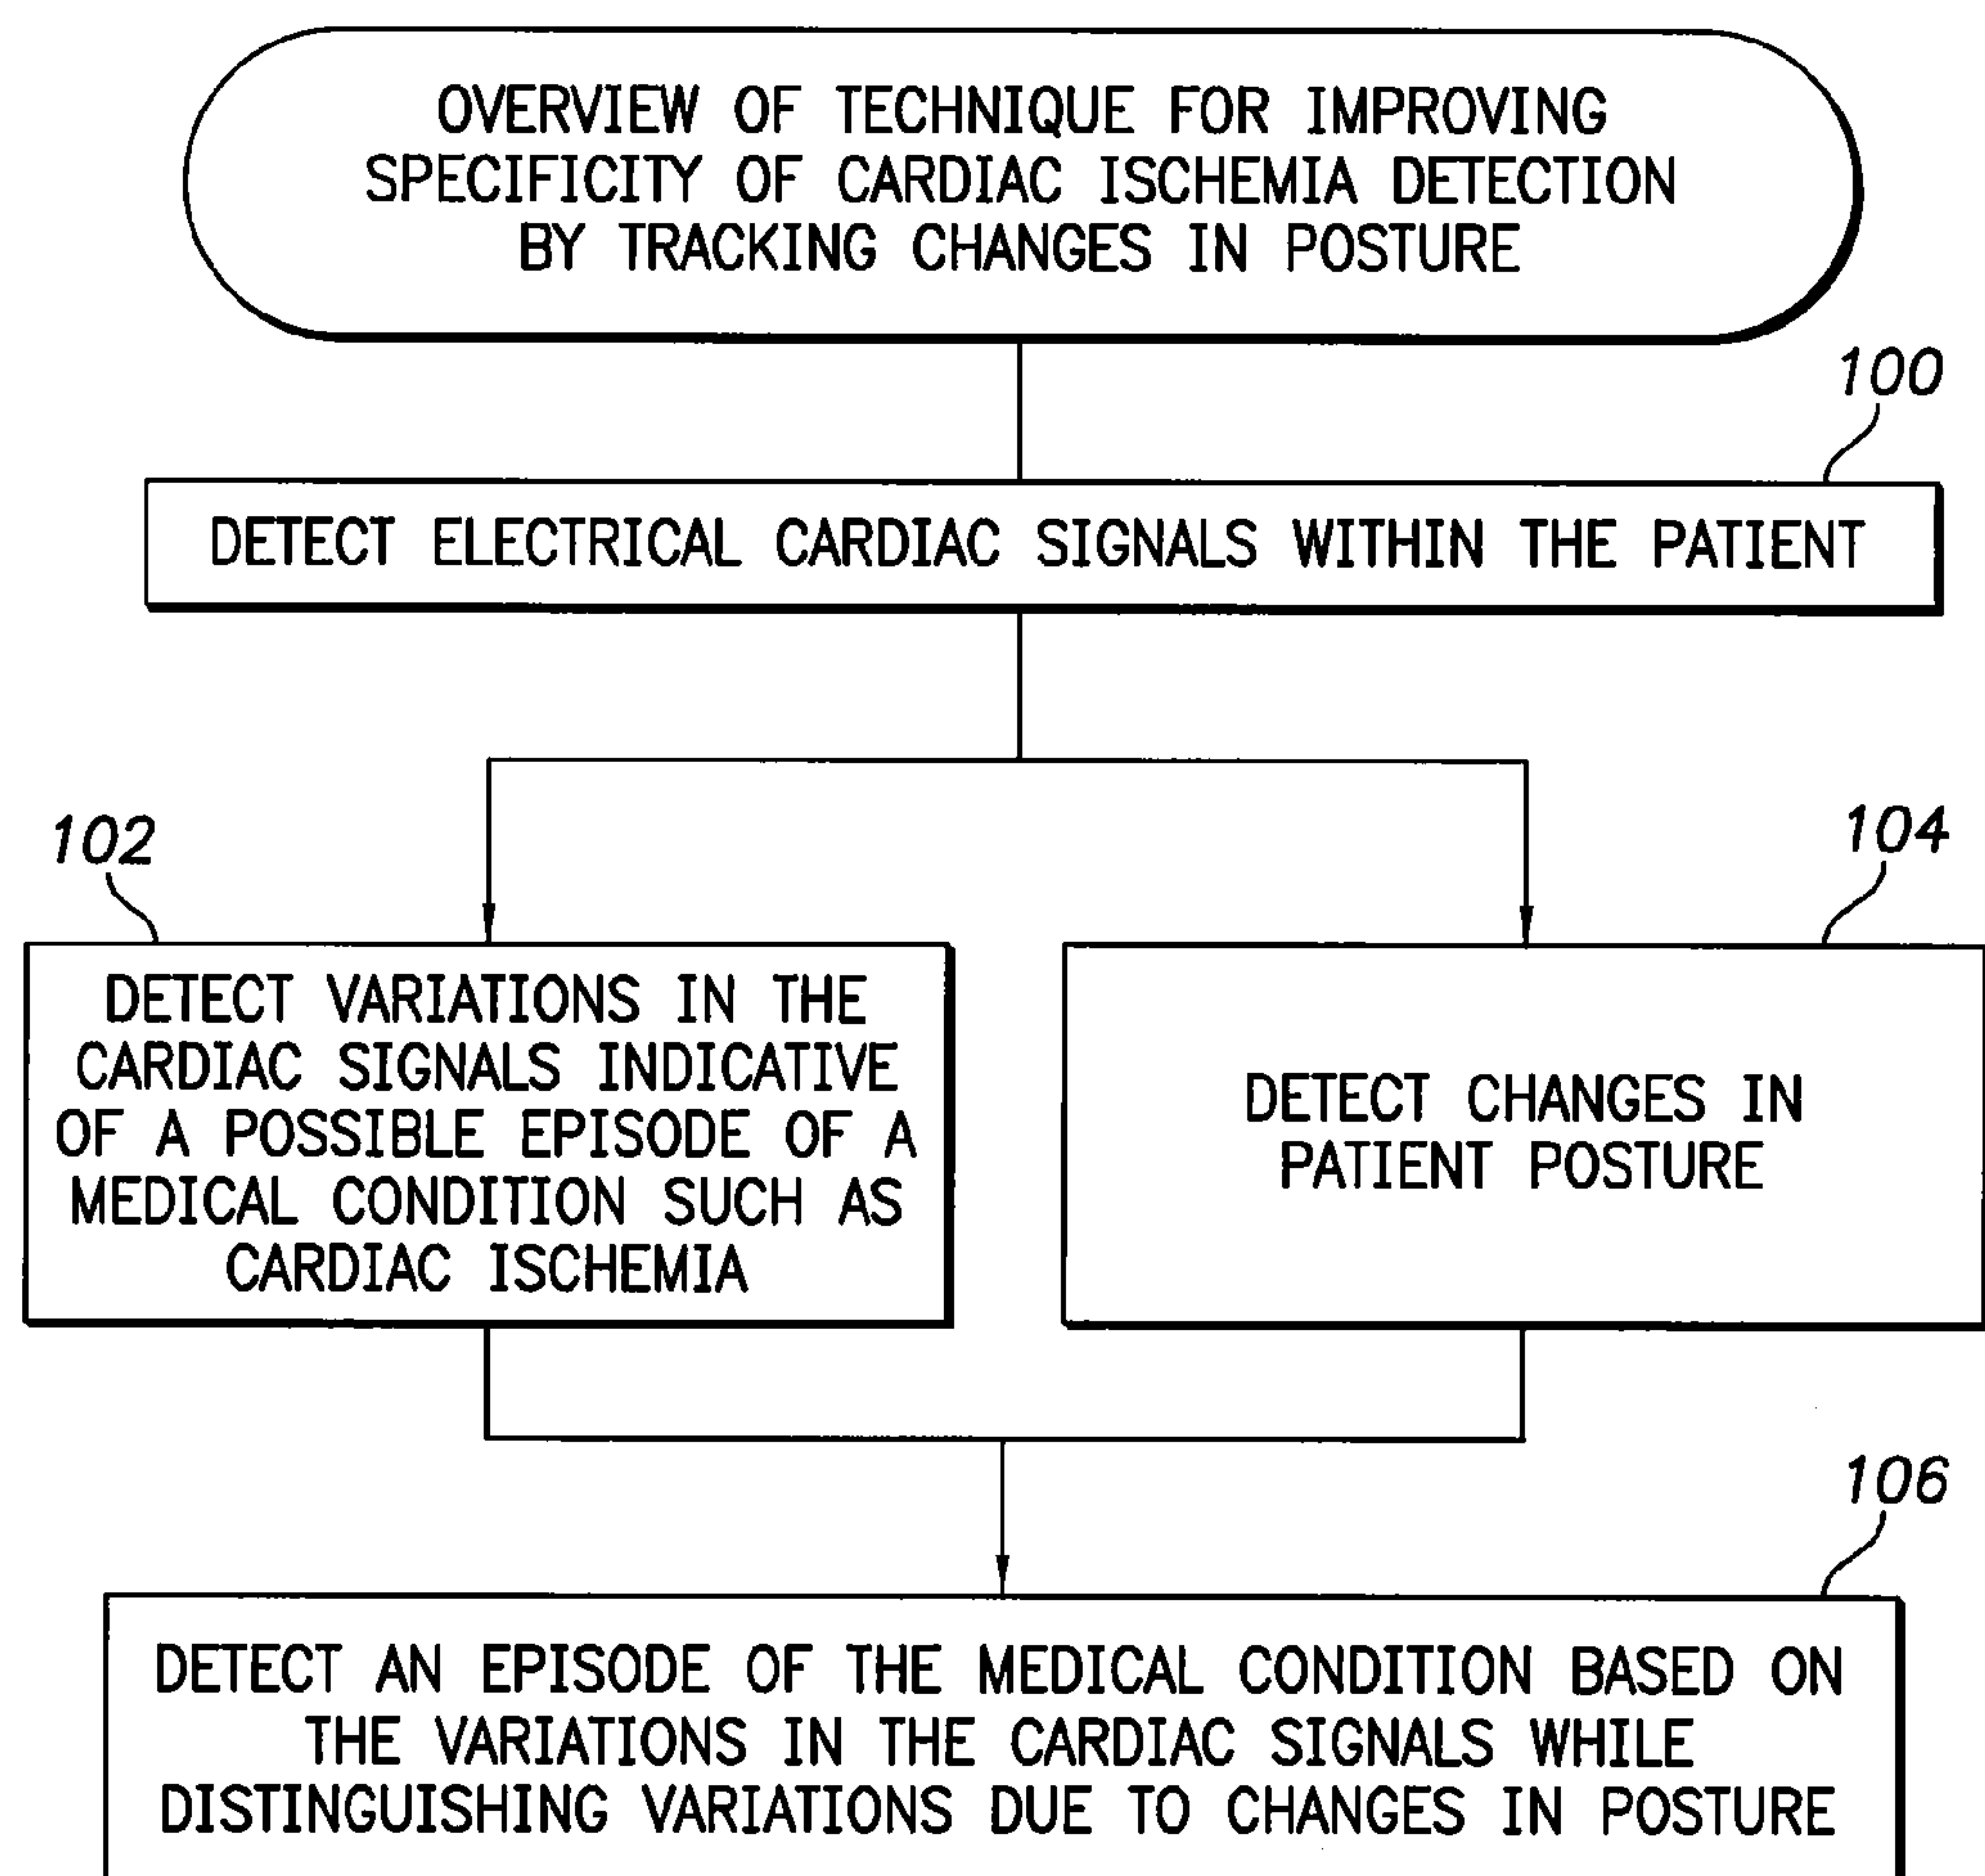 OVERVIEW OF TECHNIQUE FOR IMPROVING
SPECIFICITY OF CARDIAC ISCHEMIA DETECTION
BY TRACKING CHANGES IN POSTURE
100
DETECT ELECTRICAL CARDIAC SIGNALS WITHIN THE PATIENT
102
DETECT VARIATIONS IN THE
CARDIAC SIGNALS INDICATIVE
OF A POSSIBLE EPISODE OF A
MEDICAL CONDITION SUCH AS
CARDIAC ISCHEMIA
104
DETECT CHANGES IN
PATIENT POSTURE
106
DETECT AN EPISODE OF THE MEDICAL CONDITION BASED ON
THE VARIATIONS IN THE CARDIAC SIGNALS WHILE
DISTINGUISHING VARIATIONS DUE TO CHANGES IN POSTURE